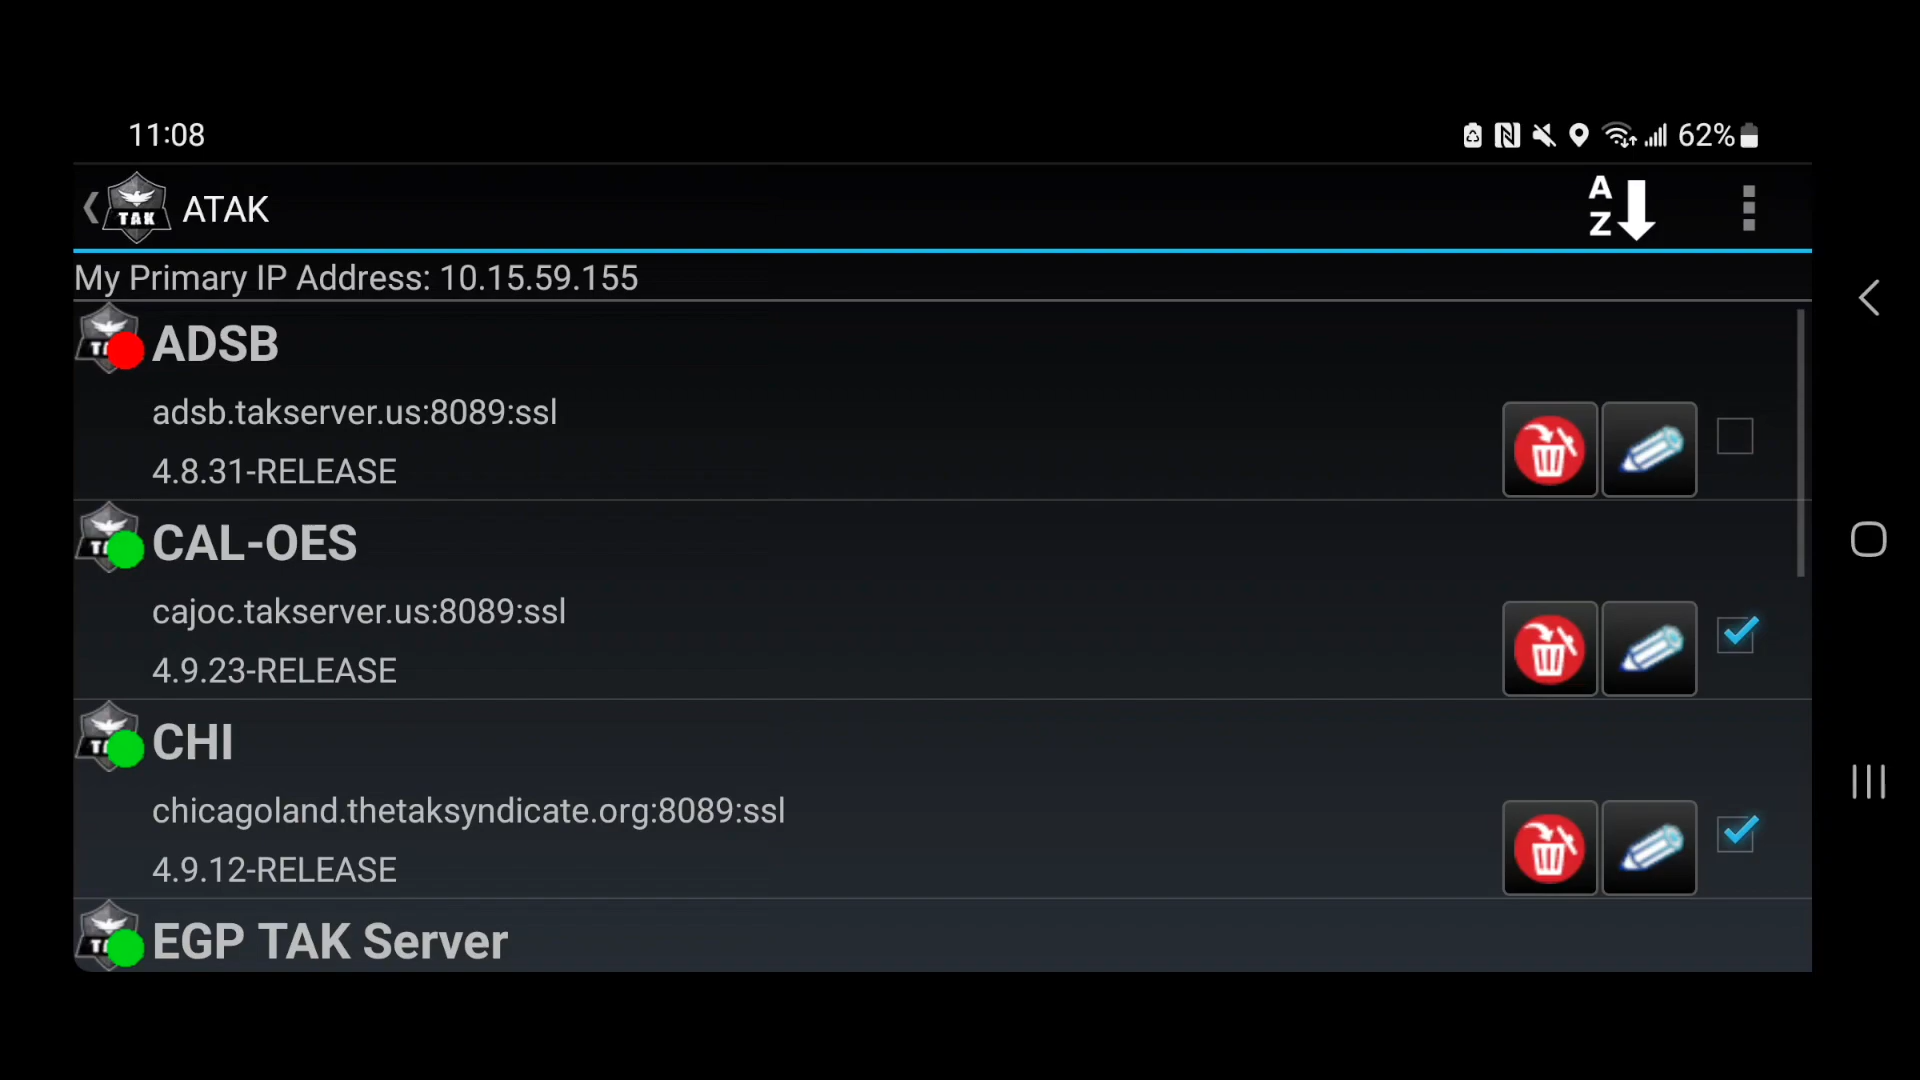 11:08
62%
TAK
ATAK
A
Z
My Primary IP Address: 10.15.59.155
ADSB
adsb.takserver.us:8089:ssl
4.8.31-RELEASE
CAL-OES
cajoc.takserver.us:8089:ssl
4.9.23-RELEASE
CHI
chicagoland.thetaksyndicate.org:8089:ssl
4.9.12-RELEASE
EGP TAK Server